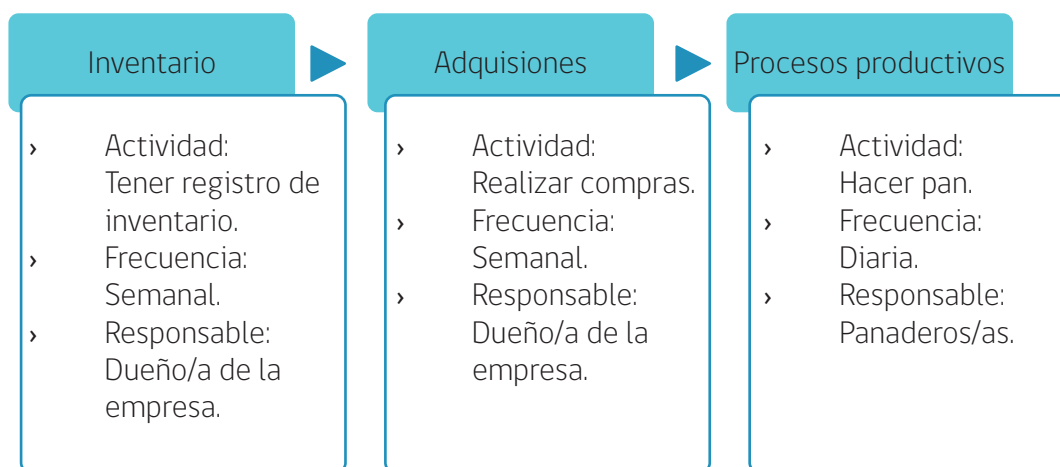 Inventario
› Actividad:
Tener registro de
inventario.
› Frecuencia:
Semanal.
› Responsable:
Dueño/a de la
empresa.
Adquisiones
› Actividad:
Realizar compras.
› Frecuencia:
Semanal.
› Responsable:
Dueño/a de la
empresa.
Procesos productivos
› Actividad:
Hacer pan.
› Frecuencia:
Diaria.
› Responsable:
Panaderos/as.